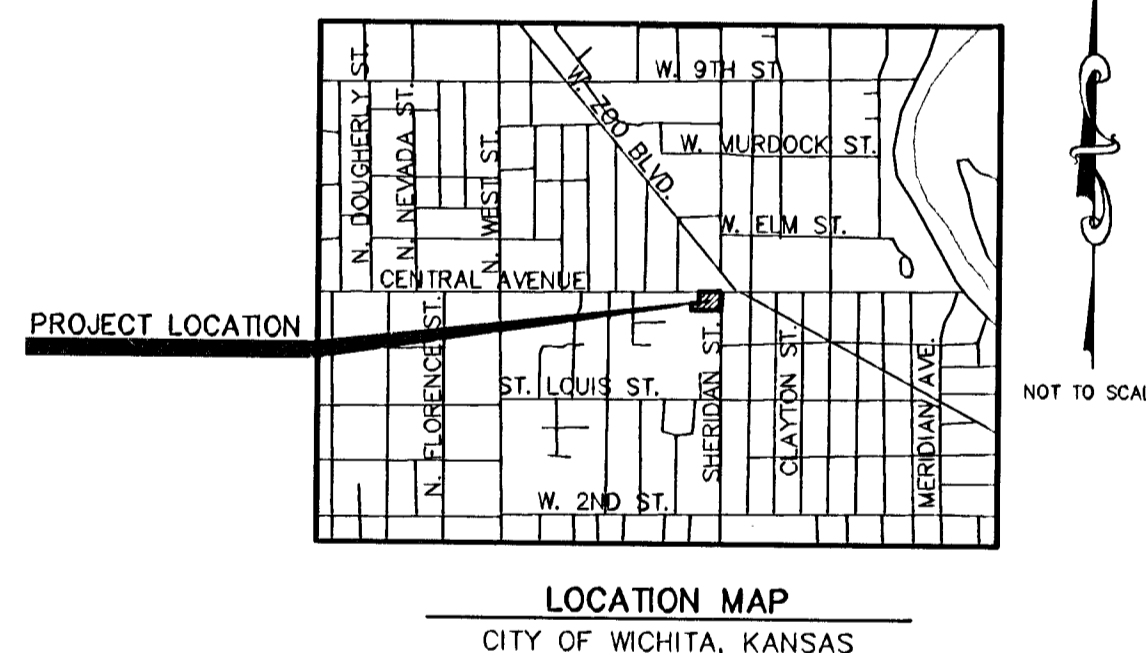 N. DOUGHERLY ST.
N. NEVADA ST.
N. WEST ST.
W. ZOO BLVD.
W. 9TH ST
W. MURDOCK ST.
W. ELM ST.
CENTRAL AVENUE
PROJECT LOCATION
N. FLORENCE ST.
ST. LOUIS ST.
SHERIDAN ST.
CLAYTON ST.
MERIDIAN AVE.
W. 2ND ST.
NOT TO SCAL
LOCATION MAP
CITY OF WICHITA, KANSAS